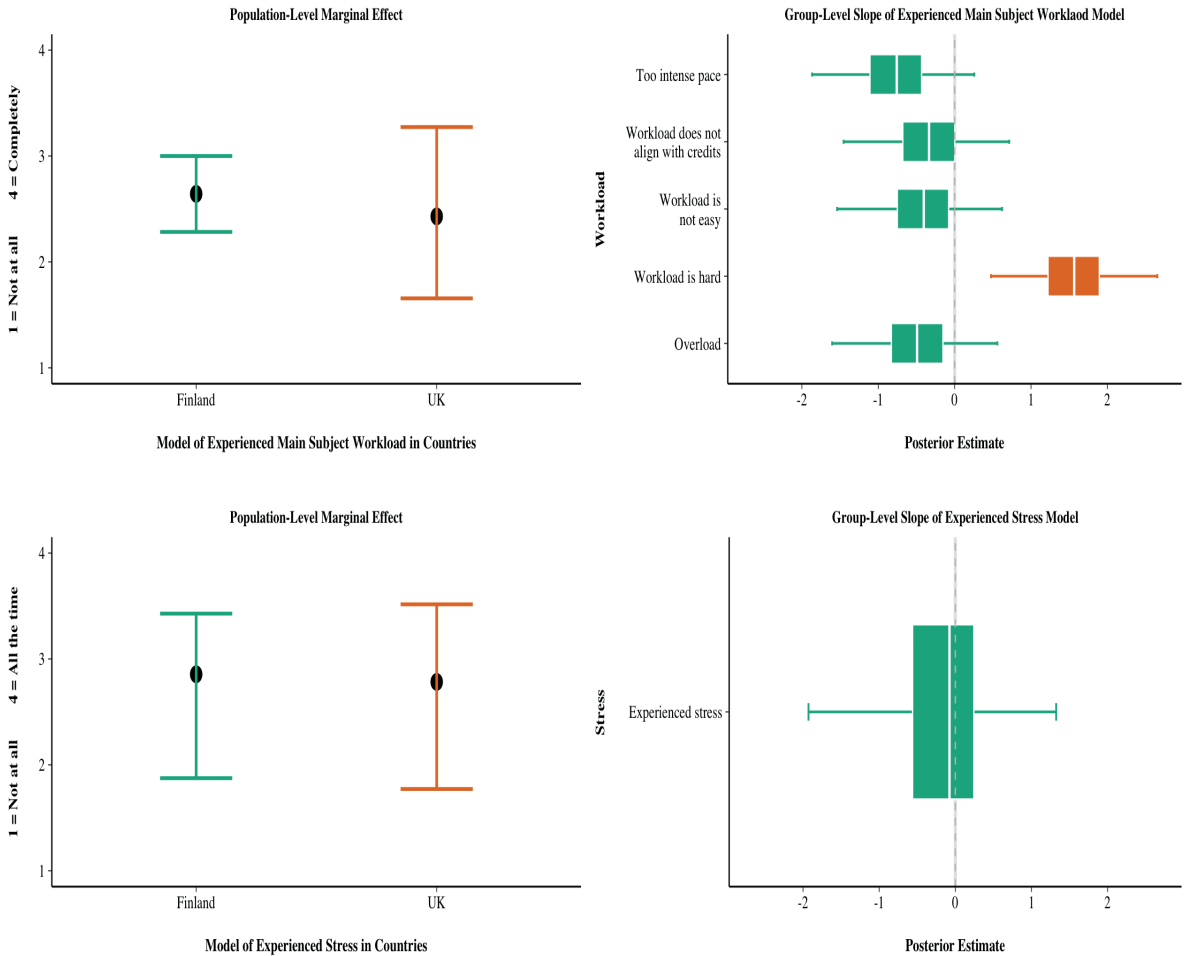 Population-Level Marginal Effect
4
3
2
1
1 = Not at all 4 = Completely
Finland UK
Model of Experienced Main Subject Workload in Countries
Group-Level Slope of Experienced Main Subject Worklaod Model
Workload
Too intense pace
Workload does not
align with credits
Workload is
not easy
Workload is hard
Overload
-2 -1 0 1 2
Posterior Estimate
Population-Level Marginal Effect
4
3
2
1
1 = Not at all 4 = All the time
Finland UK
Model of Experienced Stress in Countries
Group-Level Slope of Experienced Stress Model
Stress
Experienced stress
-2 -1 0 1 2
Posterior Estimate